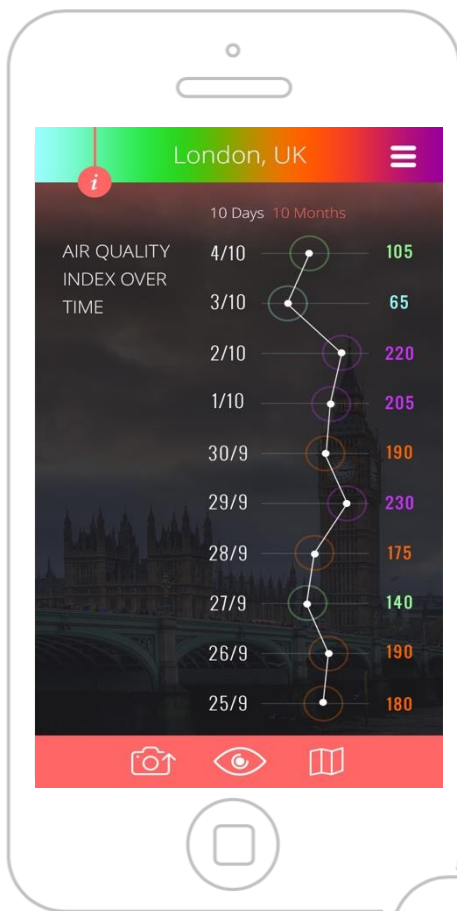 London, UK
i
10 Days 10 Months
AIR QUALITY
INDEX OVER
TIME
4/10 105
3/10 65
2/10 220
1/10 205
30/9 190
29/9 230
28/9 175
27/9 140
26/9 190
25/9 180